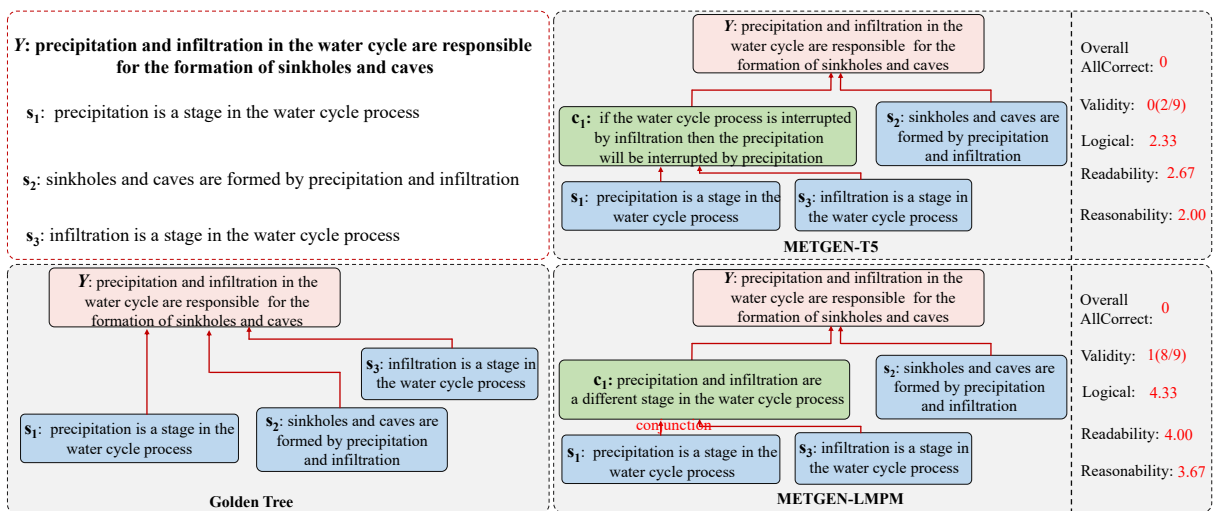 Y: precipitation and infiltration in the water cycle are responsible
for the formation of sinkholes and caves
s1: precipitation is a stage in the water cycle process
s2: sinkholes and caves are formed by precipitation and infiltration
s3: infiltration is a stage in the water cycle process
Y: precipitation and infiltration in the
water cycle are responsible for the
formation of sinkholes and caves
c1: if the water cycle process is interrupted
by infiltration then the precipitation
will be interrupted by precipitation
s2: sinkholes and caves are
formed by precipitation
and infiltration
s1: precipitation is a stage in the
water cycle process
s3: infiltration is a stage in
the water cycle process
METGEN-T5
Overall
AllCorrect: 0
Validity: 0(2/9)
Logical: 2.33
Readability: 2.67
Reasonability: 2.00
Y: precipitation and infiltration in the
water cycle are responsible for the
formation of sinkholes and caves
s3: infiltration is a stage in
the water cycle process
s1: precipitation is a stage in the
water cycle process
s2: sinkholes and caves are
formed by precipitation
and infiltration
Golden Tree
Y: precipitation and infiltration in the
water cycle are responsible for the
formation of sinkholes and caves
c1: precipitation and infiltration are
a different stage in the water cycle process
s2: sinkholes and caves are
formed by precipitation
and infiltration
conjunction
s1: precipitation is a stage in the
water cycle process
s3: infiltration is a stage in
the water cycle process
METGEN-LMPM
Overall
AllCorrect: 0
Validity: 1(8/9)
Logical: 4.33
Readability: 4.00
Reasonability: 3.67